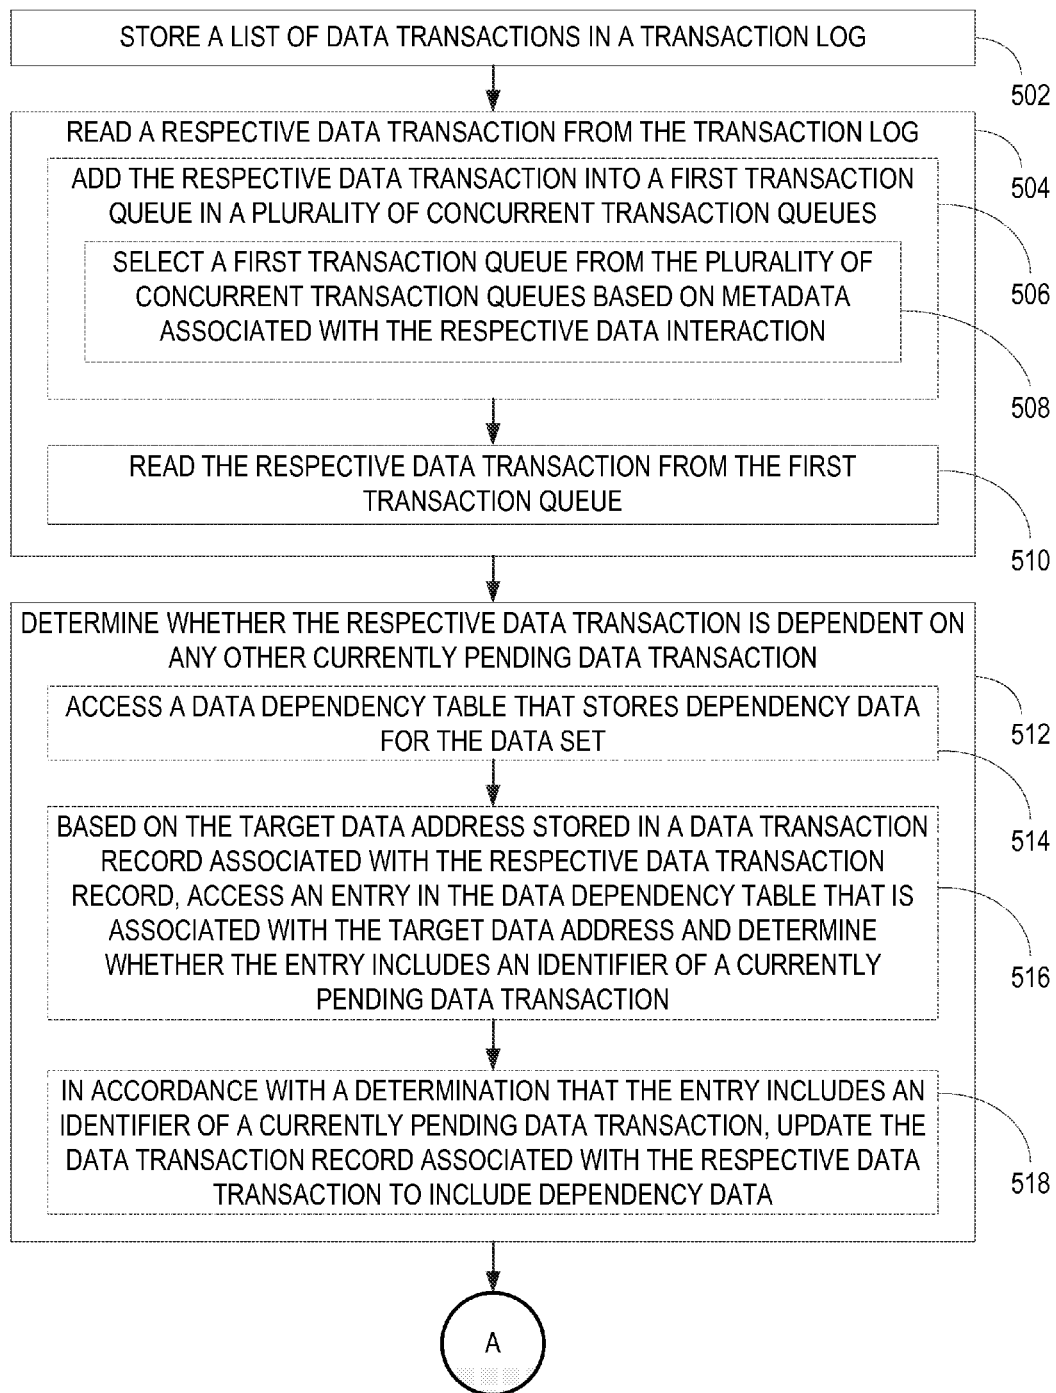 STORE A LIST OF DATA TRANSACTIONS IN A TRANSACTION LOG
502
READ A RESPECTIVE DATA TRANSACTION FROM THE TRANSACTION LOG
504
ADD THE RESPECTIVE DATA TRANSACTION INTO A FIRST TRANSACTION
QUEUE IN A PLURALITY OF CONCURRENT TRANSACTION QUEUES
506
SELECT A FIRST TRANSACTION QUEUE FROM THE PLURALITY OF
CONCURRENT TRANSACTION QUEUES BASED ON METADATA
ASSOCIATED WITH THE RESPECTIVE DATA INTERACTION
508
READ THE RESPECTIVE DATA TRANSACTION FROM THE FIRST
TRANSACTION QUEUE
510
DETERMINE WHETHER THE RESPECTIVE DATA TRANSACTION IS DEPENDENT ON
ANY OTHER CURRENTLY PENDING DATA TRANSACTION
512
ACCESS A DATA DEPENDENCY TABLE THAT STORES DEPENDENCY DATA
FOR THE DATA SET
514
BASED ON THE TARGET DATA ADDRESS STORED IN A DATA TRANSACTION
RECORD ASSOCIATED WITH THE RESPECTIVE DATA TRANSACTION
RECORD, ACCESS AN ENTRY IN THE DATA DEPENDENCY TABLE THAT IS
ASSOCIATED WITH THE TARGET DATA ADDRESS AND DETERMINE
WHETHER THE ENTRY INCLUDES AN IDENTIFIER OF A CURRENTLY
PENDING DATA TRANSACTION
516
IN ACCORDANCE WITH A DETERMINATION THAT THE ENTRY INCLUDES AN
IDENTIFIER OF A CURRENTLY PENDING DATA TRANSACTION, UPDATE THE
DATA TRANSACTION RECORD ASSOCIATED WITH THE RESPECTIVE DATA
TRANSACTION TO INCLUDE DEPENDENCY DATA
518
A